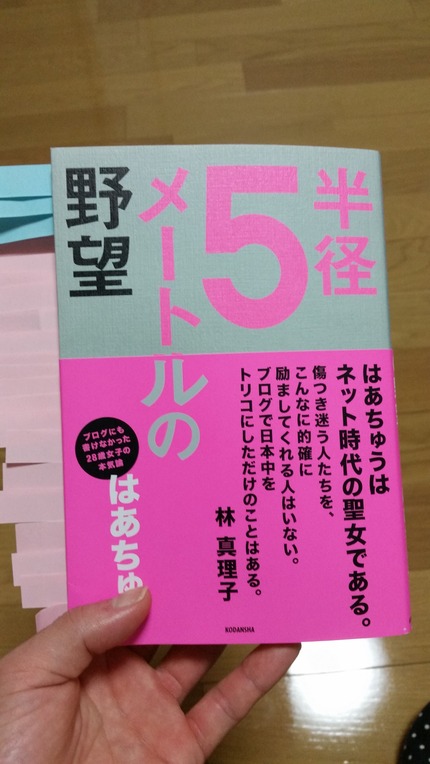 半径
5
メートルの
野望
はあちゅうは
ネット時代の聖女である。
傷つき迷う人たちを、
こんなに的確に
励ましてくれる人はいない。
ブログで日本中を
トリコにしただけのことはある。
林 真理子
ブログにも
書けなかった
28歳女子の
本気論
はあちゅ
KODANSHA